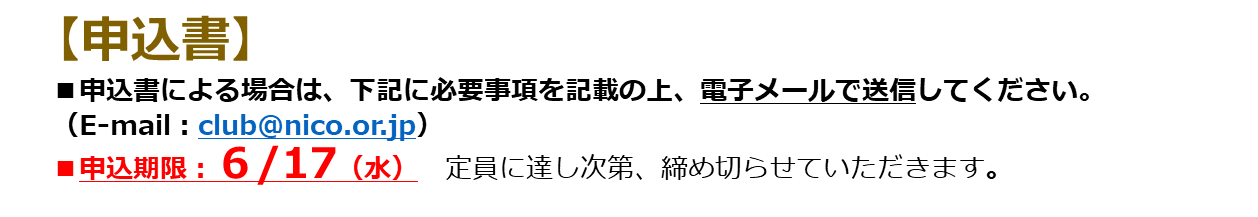 【申込書】
■申込書による場合は、下記に必要事項を記載の上、電子メールで送信してください。
（E-mail：club@nico.or.jp）
■申込期限：６/17（水）　定員に達し次第、締め切らせていただきます。